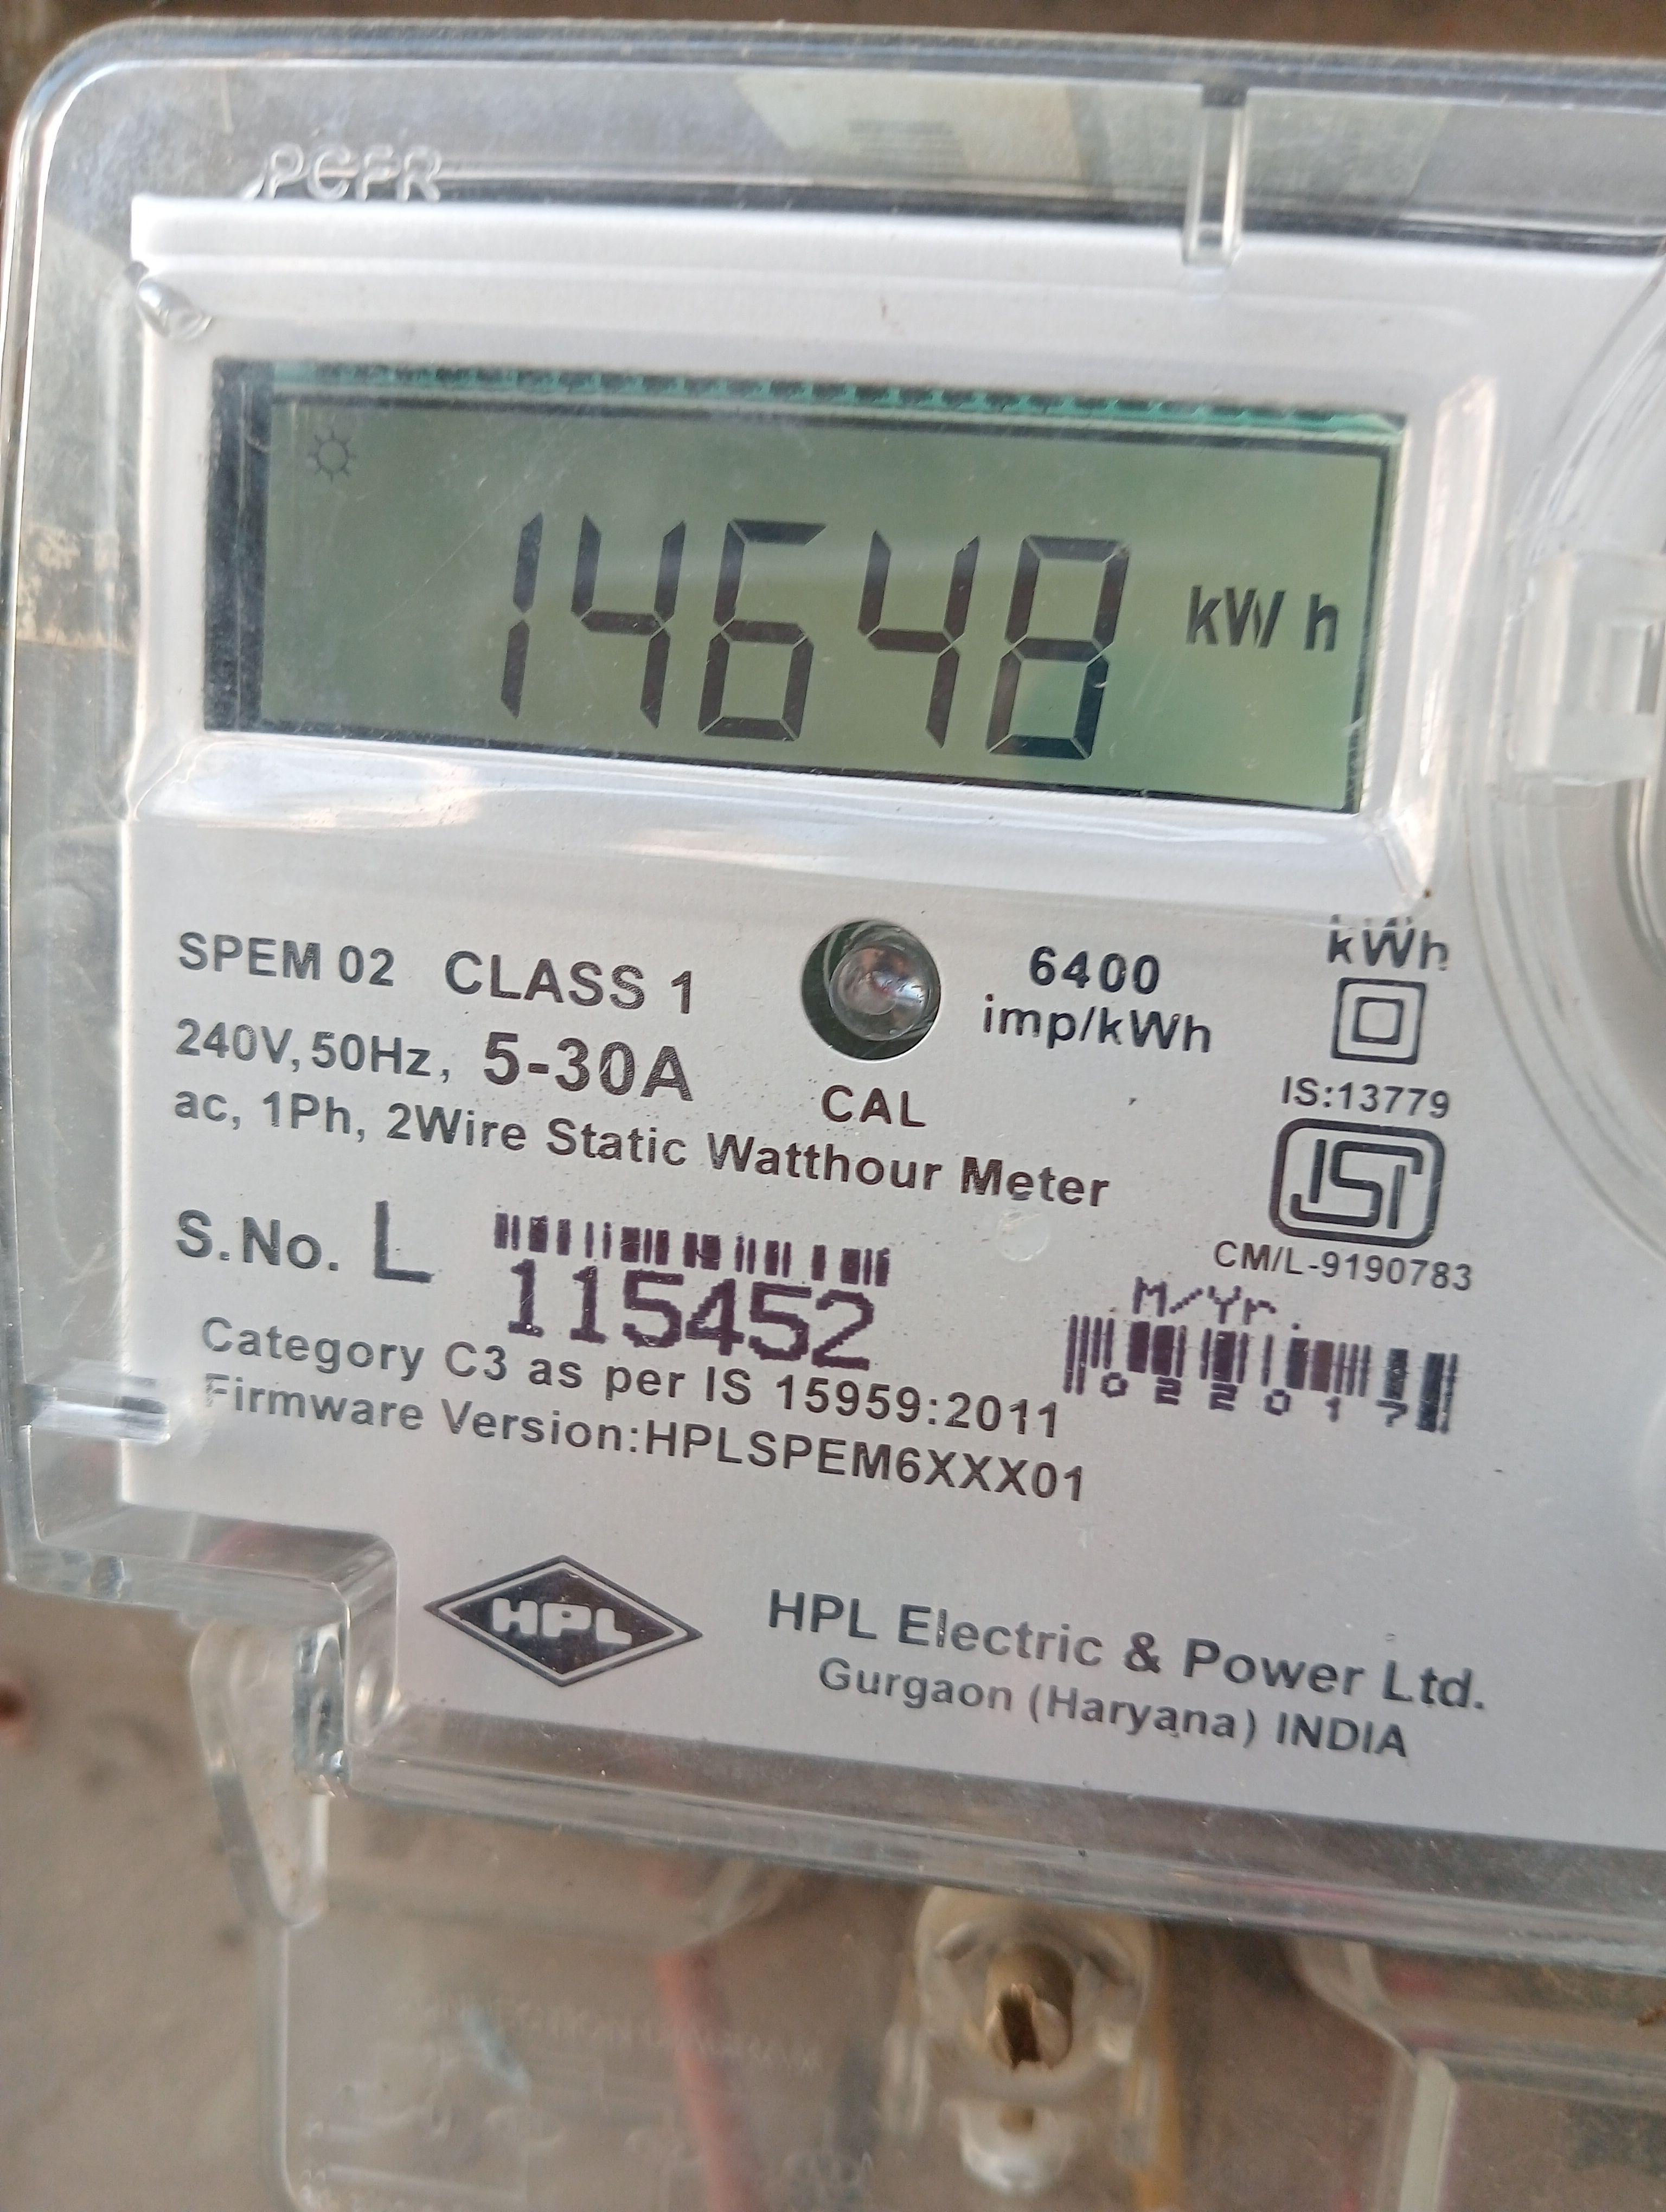 14648 kWh
SPEM 02 CLASS 1
240V, 50Hz, 5-30A
ac, 1Ph, 2Wire Static Watthour Meter
CAL
6400
imp/kWh
kWh
IS:13779
ISI
CM/L-9190783
S.No. L
115452
M/Yr.
022017
Category C3 as per IS 15959:2011
Firmware Version:HPLSPEM6XXX01
HPL
HPL Electric & Power Ltd.
Gurgaon (Haryana) INDIA